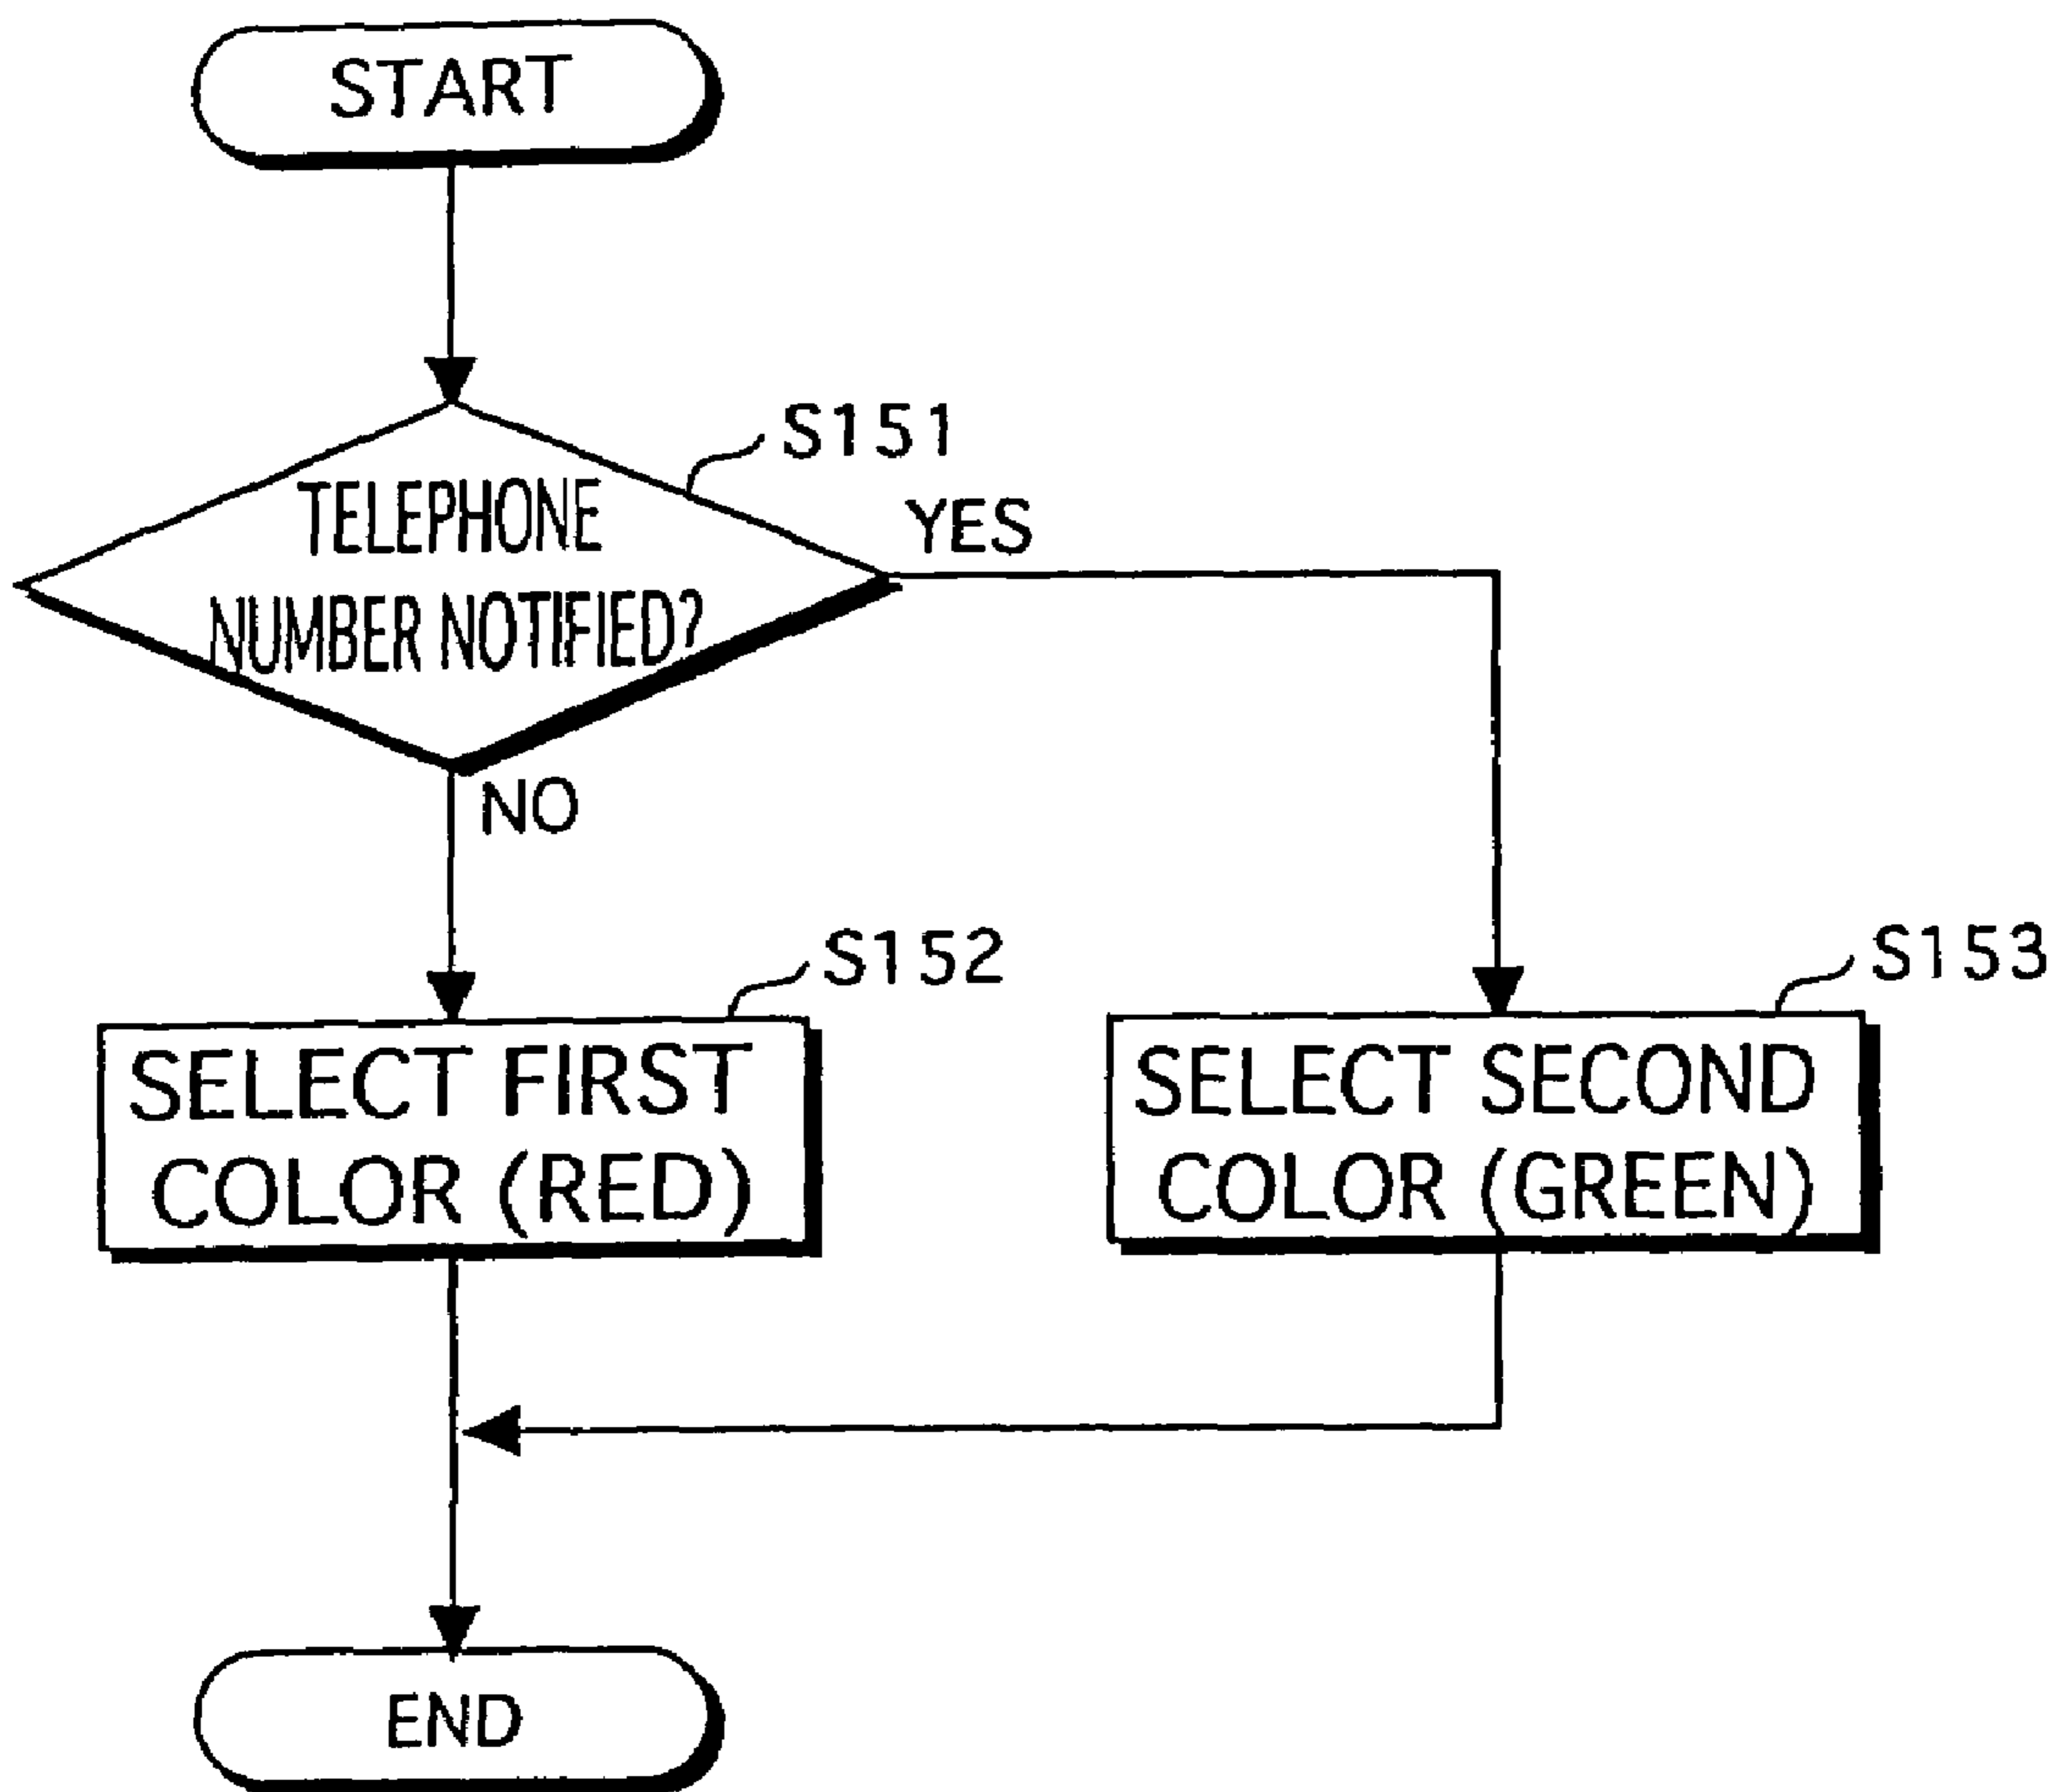 START
S151
TELEPHONE
NUMBER NOTIFIED?
YES
NO
S152
SELECT FIRST
COLOR (RED)
S153
SELECT SECOND
COLOR (GREEN)
END